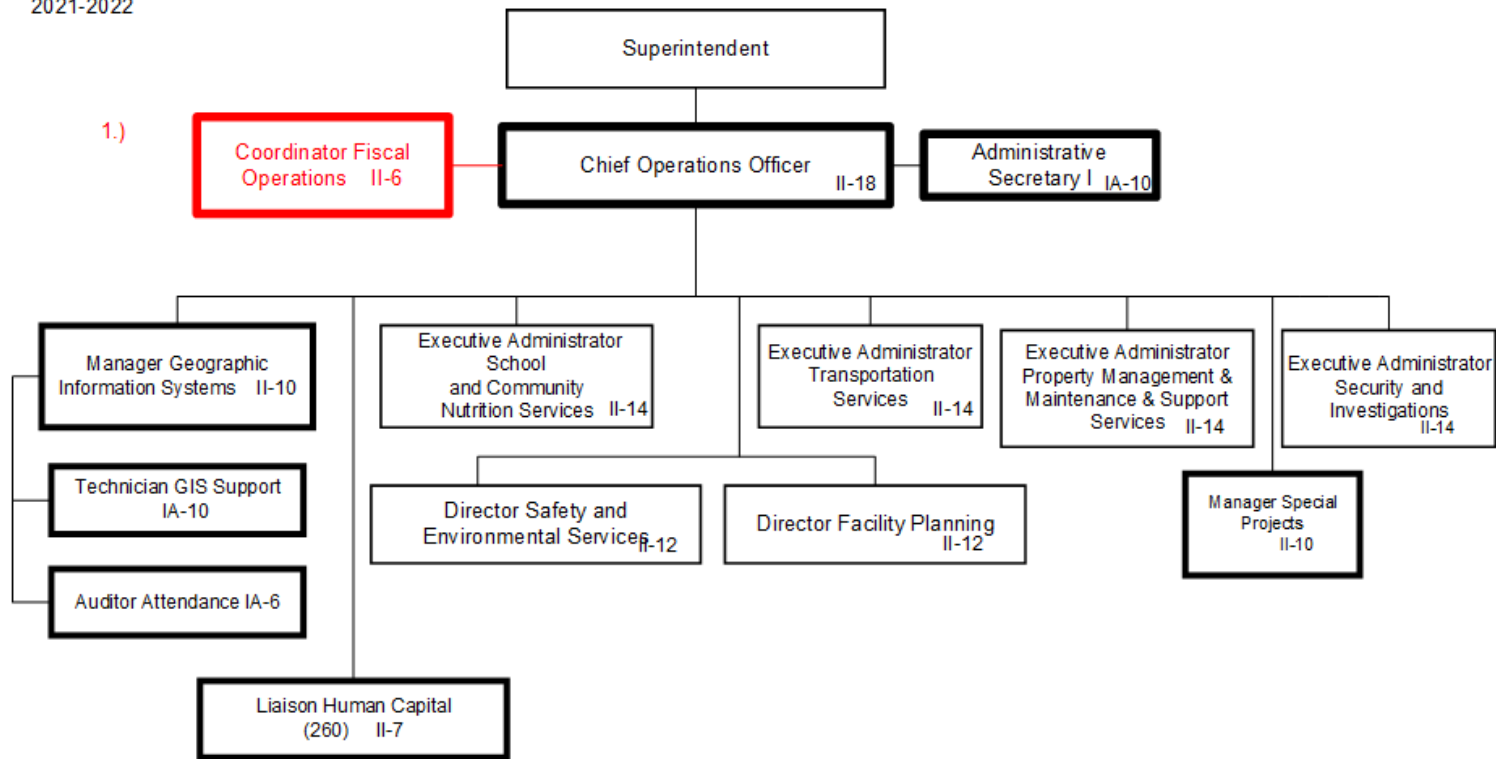 2021-2022
Superintendent
1.)
Coordinator Fiscal
Operations II-6
Chief Operations Officer
II-18
Administrative
Secretary I IA-10
Manager Geographic
Information Systems II-10
Executive Administrator
School
and Community
Nutrition Services II-14
Executive Administrator
Transportation
Services II-14
Executive Administrator
Property Management &
Maintenance & Support
Services II-14
Executive Administrator
Security and
Investigations
II-14
Technician GIS Support
IA-10
Director Safety and
Environmental Services II-12
Director Facility Planning
II-12
Manager Special
Projects
II-10
Auditor Attendance IA-6
Liaison Human Capital
(260) II-7